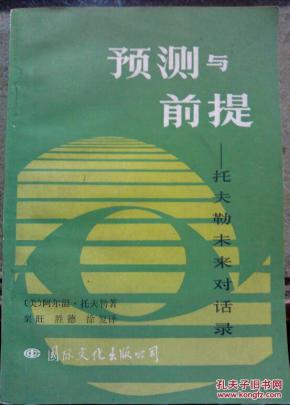 预测与
前提
——托夫勒未来对话录
〔美〕阿尔温·托夫勒著
栗旺 胜德 徐复译
国际文化出版公司
孔夫子旧书网